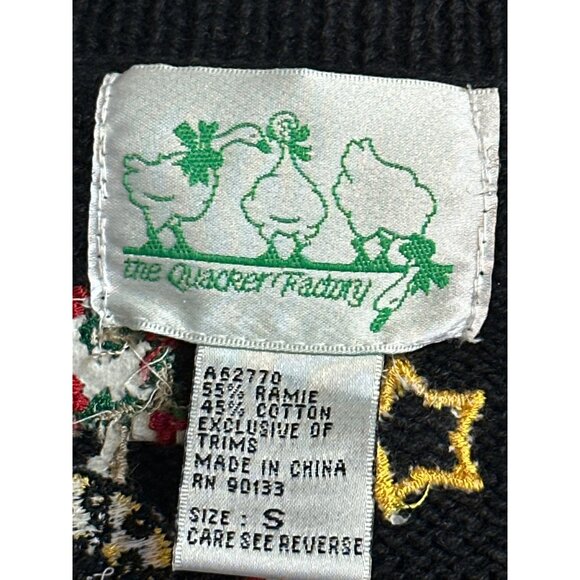 the Quacker Factory
A62770
55% RAMIE
45% COTTON
EXCLUSIVE OF
TRIMS
MADE IN CHINA
RN 90133
SIZE : S
CARE SEE REVERSE